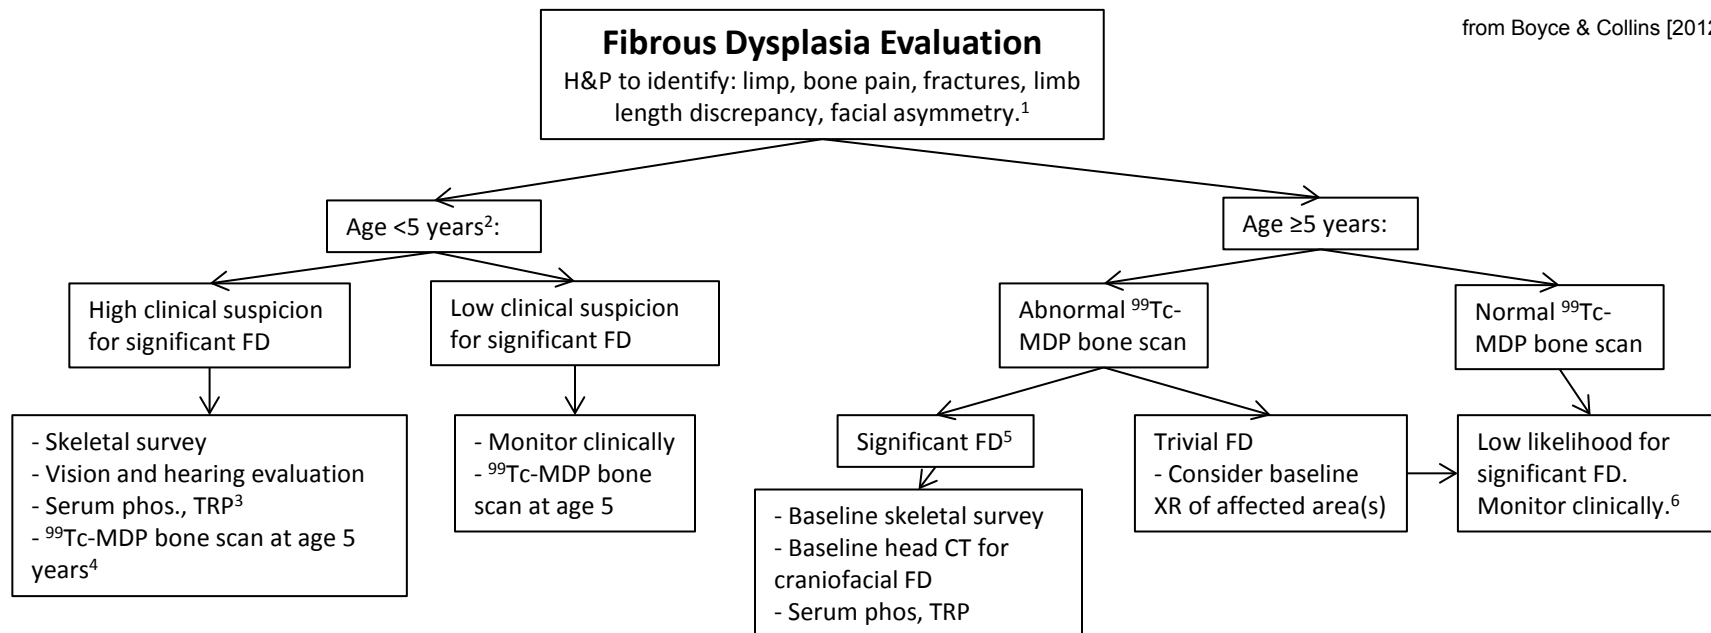 from Boyce & Collins [2012
Fibrous Dysplasia Evaluation
H&P to identify: limp, bone pain, fractures, limb
length discrepancy, facial asymmetry.¹
Age <5 years²:
Age ≥5 years:
High clinical suspicion
for significant FD
Low clinical suspicion
for significant FD
Abnormal ⁹⁹Tc-
MDP bone scan
Normal ⁹⁹Tc-
MDP bone scan
- Skeletal survey
- Vision and hearing evaluation
- Serum phos., TRP³
- ⁹⁹Tc-MDP bone scan at age 5
years⁴
- Monitor clinically
- ⁹⁹Tc-MDP bone
scan at age 5
Significant FD⁵
Trivial FD
- Consider baseline
XR of affected area(s)
Low likelihood for
significant FD.
Monitor clinically.⁶
- Baseline skeletal survey
- Baseline head CT for
craniofacial FD
- Serum phos, TRP